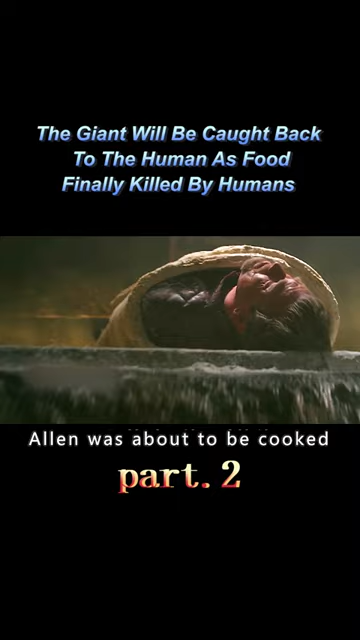 The Giant Will Be Caught Back
To The Human As Food
Finally Killed By Humans
Allen was about to be cooked
part.2